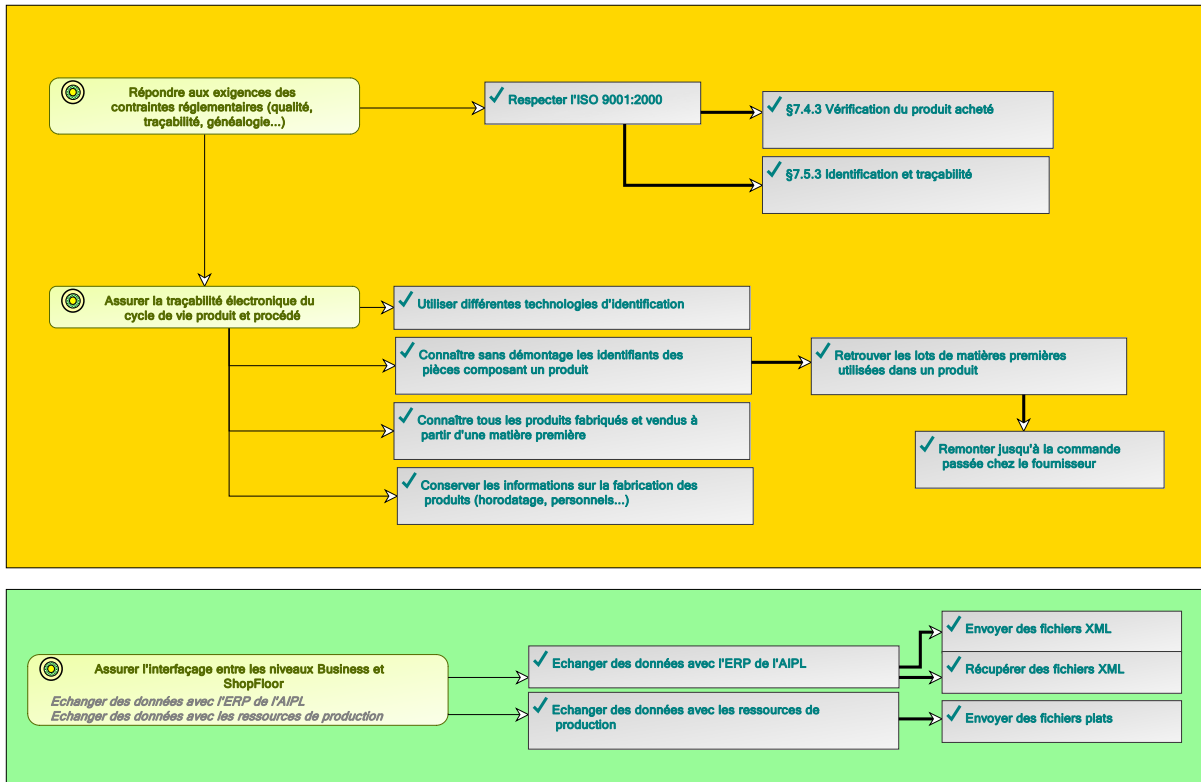 Répondre aux exigences des
contraintes réglementaires (qualité,
traçabilité, généalogie...)
Respecter l'ISO 9001:2000
§7.4.3 Vérification du produit acheté
§7.5.3 Identification et traçabilité
Assurer la traçabilité électronique du
cycle de vie produit et procédé
Utiliser différentes technologies d'identification
Connaître sans démontage les identifiants des
pièces composant un produit
Retrouver les lots de matières premières
utilisées dans un produit
Connaître tous les produits fabriqués et vendus à
partir d'une matière première
Remonter jusqu'à la commande
passée chez le fournisseur
Conserver les informations sur la fabrication des
produits (horodatage, personnels...)
Assurer l'interfaçage entre les niveaux Business et
ShopFloor
Echanger des données avec l'ERP de l'AIPL
Echanger des données avec les ressources de production
Echanger des données avec l'ERP de l'AIPL
Envoyer des fichiers XML
Récupérer des fichiers XML
Echanger des données avec les ressources de
production
Envoyer des fichiers plats